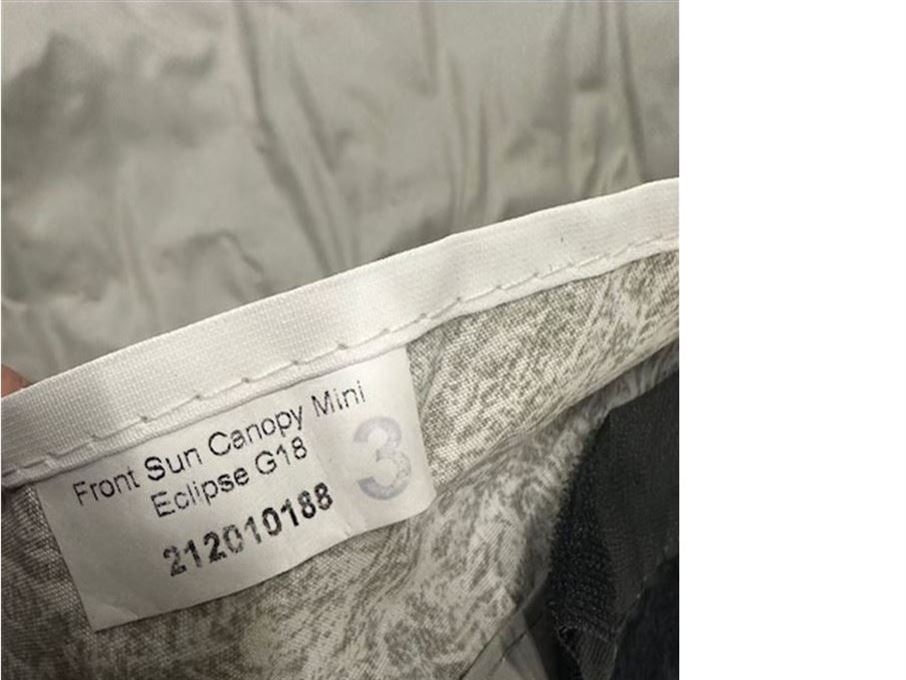 Front Sun Canopy Mini
Eclipse G18
3
212010188